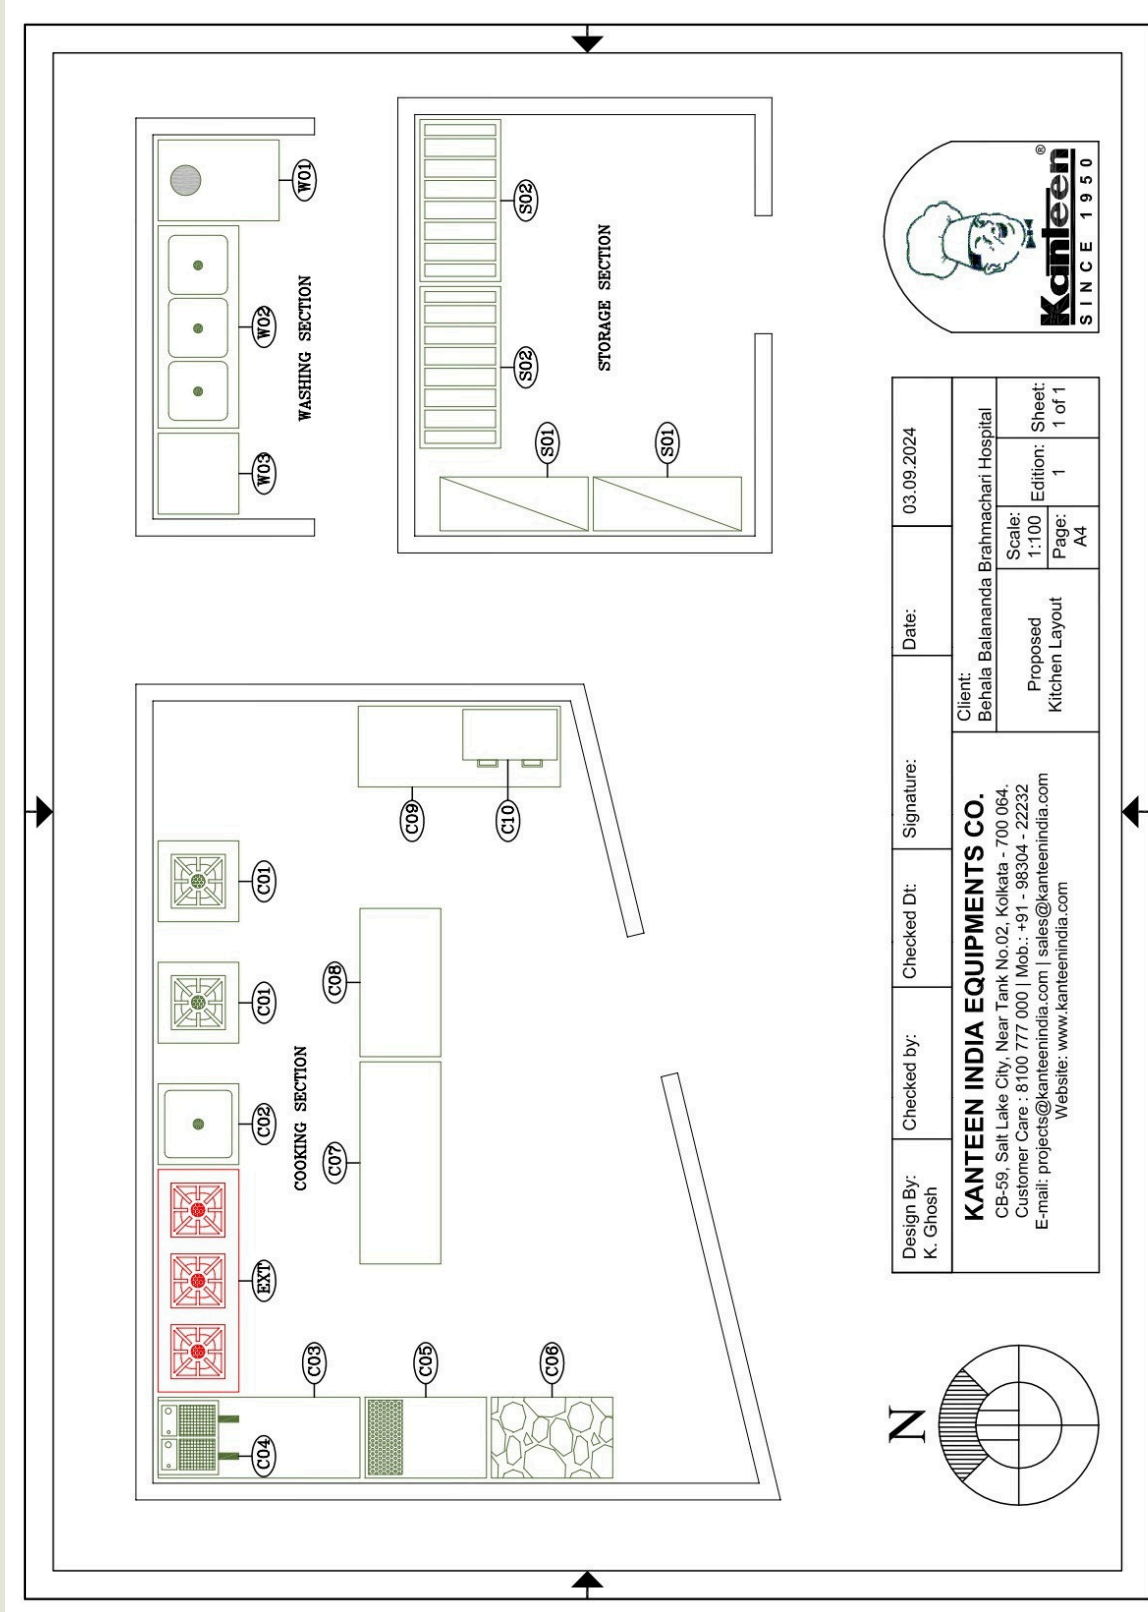 W01
W02
W03
WASHING SECTION
S02
S02
S01
S01
STORAGE SECTION
C01
C01
C02
EXT
C03
C04
C05
C06
C07
C08
C09
C10
COOKING SECTION
N
Kanteen®
SINCE 1950
Design By:
K. Ghosh
Checked by:
Checked Dt:
Signature:
Date:
03.09.2024
KANTEEN INDIA EQUIPMENTS CO.
CB-59, Salt Lake City, Near Tank No.02, Kolkata - 700 064.
Customer Care : 8100 777 000 | Mob.: +91 - 98304 - 22232
E-mail: projects@kanteenindia.com | sales@kanteenindia.com
Website: www.kanteenindia.com
Client:
Behala Balananda Brahmachari Hospital
Proposed
Kitchen Layout
Scale:
1:100
Page:
A4
Edition:
1
Sheet:
1 of 1